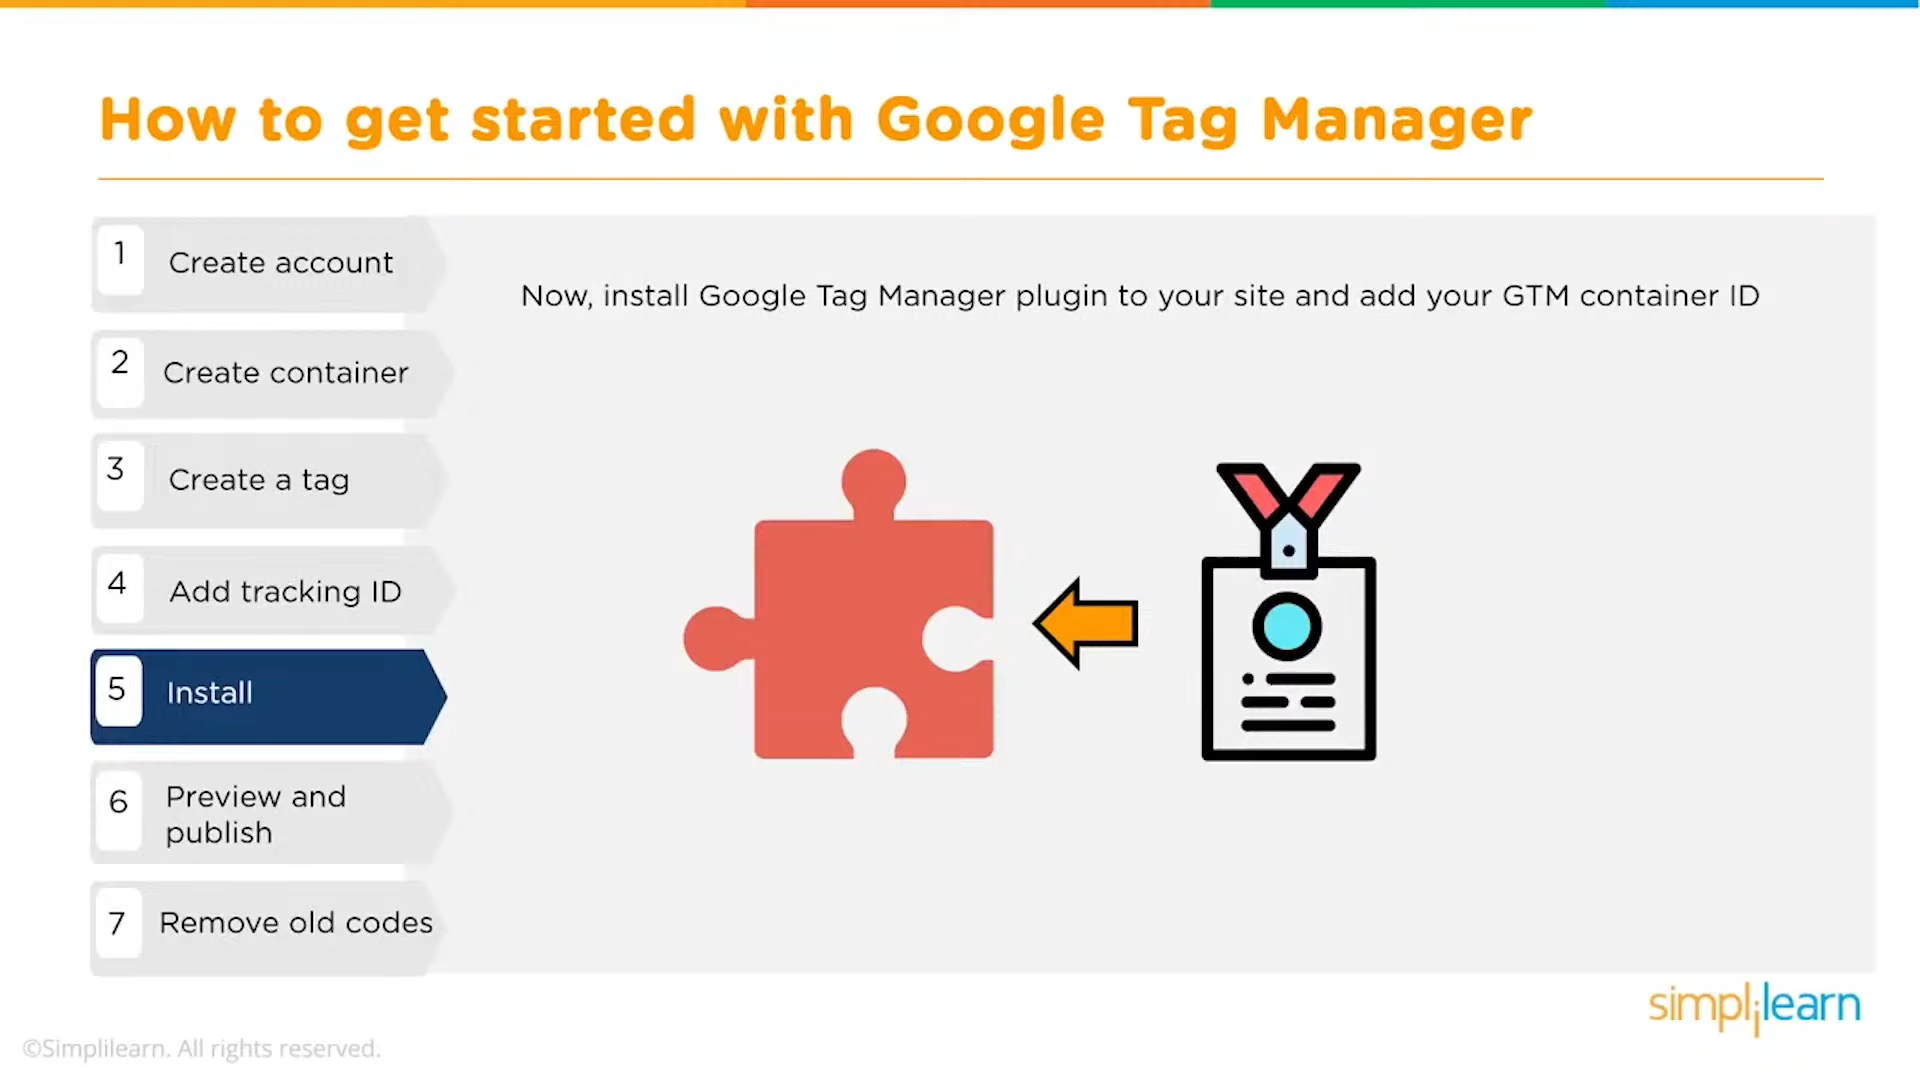 How to get started with Google Tag Manager
1 Create account
2 Create container
3 Create a tag
4 Add tracking ID
5 Install
6 Preview and
publish
7 Remove old codes
Now, install Google Tag Manager plugin to your site and add your GTM container ID
simplilearn
©Simplilearn. All rights reserved.